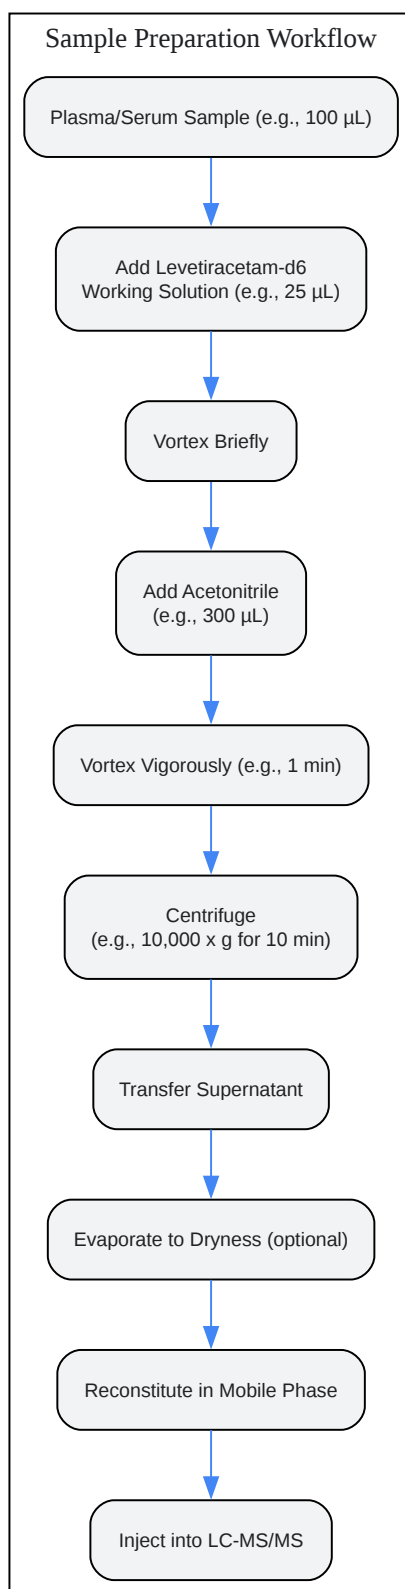 Sample Preparation Workflow
Plasma/Serum Sample (e.g., 100 µL)
Add Levetiracetam-d6
Working Solution (e.g., 25 µL)
Vortex Briefly
Add Acetonitrile
(e.g., 300 µL)
Vortex Vigorously (e.g., 1 min)
Centrifuge
(e.g., 10,000 x g for 10 min)
Transfer Supernatant
Evaporate to Dryness (optional)
Reconstitute in Mobile Phase
Inject into LC-MS/MS